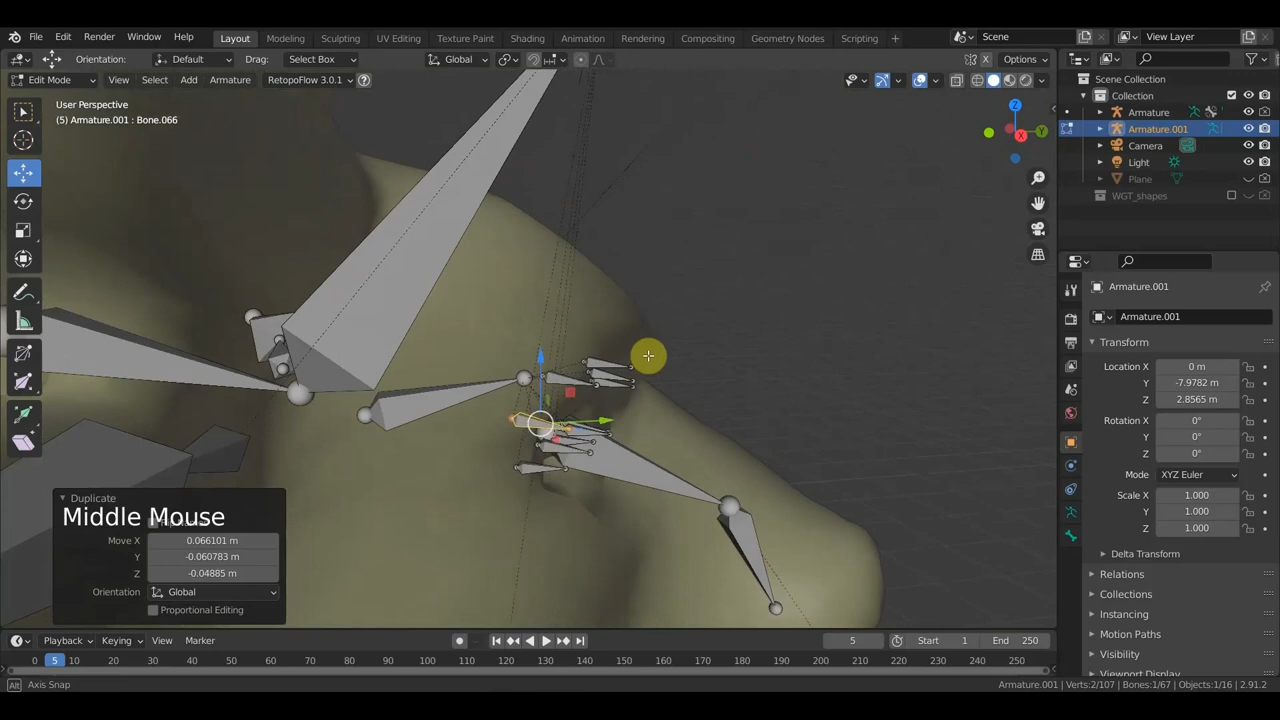 File Edit Render Window Help Layout Modeling Sculpting UV Editing Texture Paint Shading Animation Rendering Compositing Geometry Nodes Scripting + Scene View Layer
Orientation: Default Drag: Select Box Global X Options
Edit Mode View Select Add Armature RetopoFlow 3.0.1
User Perspective
(5) Armature.001 : Bone.066
Z
Y
X
Scene Collection
Collection
Armature
Armature.001
Camera
Light
Plane
WGT_shapes
Armature.001
Armature.001
Transform
Location X 0 m
Y -7.9782 m
Z 2.8565 m
Rotation X 0°
Y 0°
Z 0°
Mode XYZ Euler
Scale X 1.000
Y 1.000
Z 1.000
Delta Transform
Relations
Collections
Instancing
Motion Paths
Visibility
Viewport Display
Duplicate
Middle Mouse
Move X 0.066101 m
Y -0.060783 m
Z -0.04885 m
Orientation Global
Proportional Editing
Playback Keying View Marker 5 Start 1 End 250
0 5 10 20 30 40 50 60 70 80 90 100 110 120 130 140 150 160 170 180 190 200 210 220 230 240 250
Alt Axis Snap Armature.001 | Verts:2/107 | Bones:1/67 | Objects:1/16 | 2.91.2